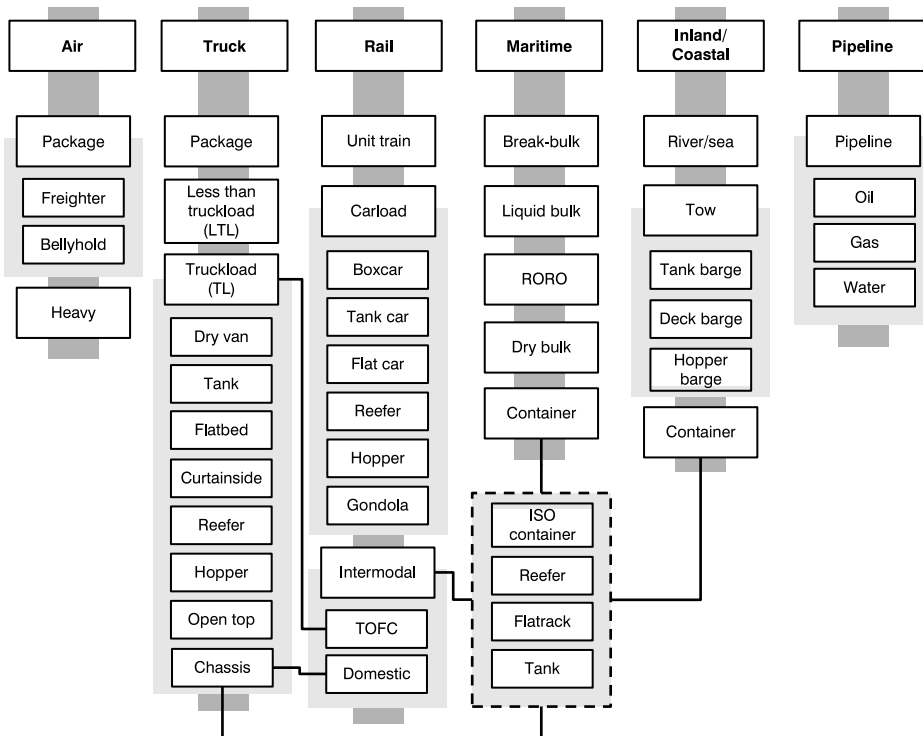 Air
Package
Freighter
Bellyhold
Heavy
Truck
Package
Less than
truckload
(LTL)
Truckload
(TL)
Dry van
Tank
Flatbed
Curtainside
Reefer
Hopper
Open top
Chassis
Rail
Unit train
Carload
Boxcar
Tank car
Flat car
Reefer
Hopper
Gondola
Intermodal
TOFC
Domestic
Maritime
Break-bulk
Liquid bulk
RORO
Dry bulk
Container
ISO
container
Reefer
Flatrack
Tank
Inland/
Coastal
River/sea
Tow
Tank barge
Deck barge
Hopper
barge
Container
Pipeline
Pipeline
Oil
Gas
Water